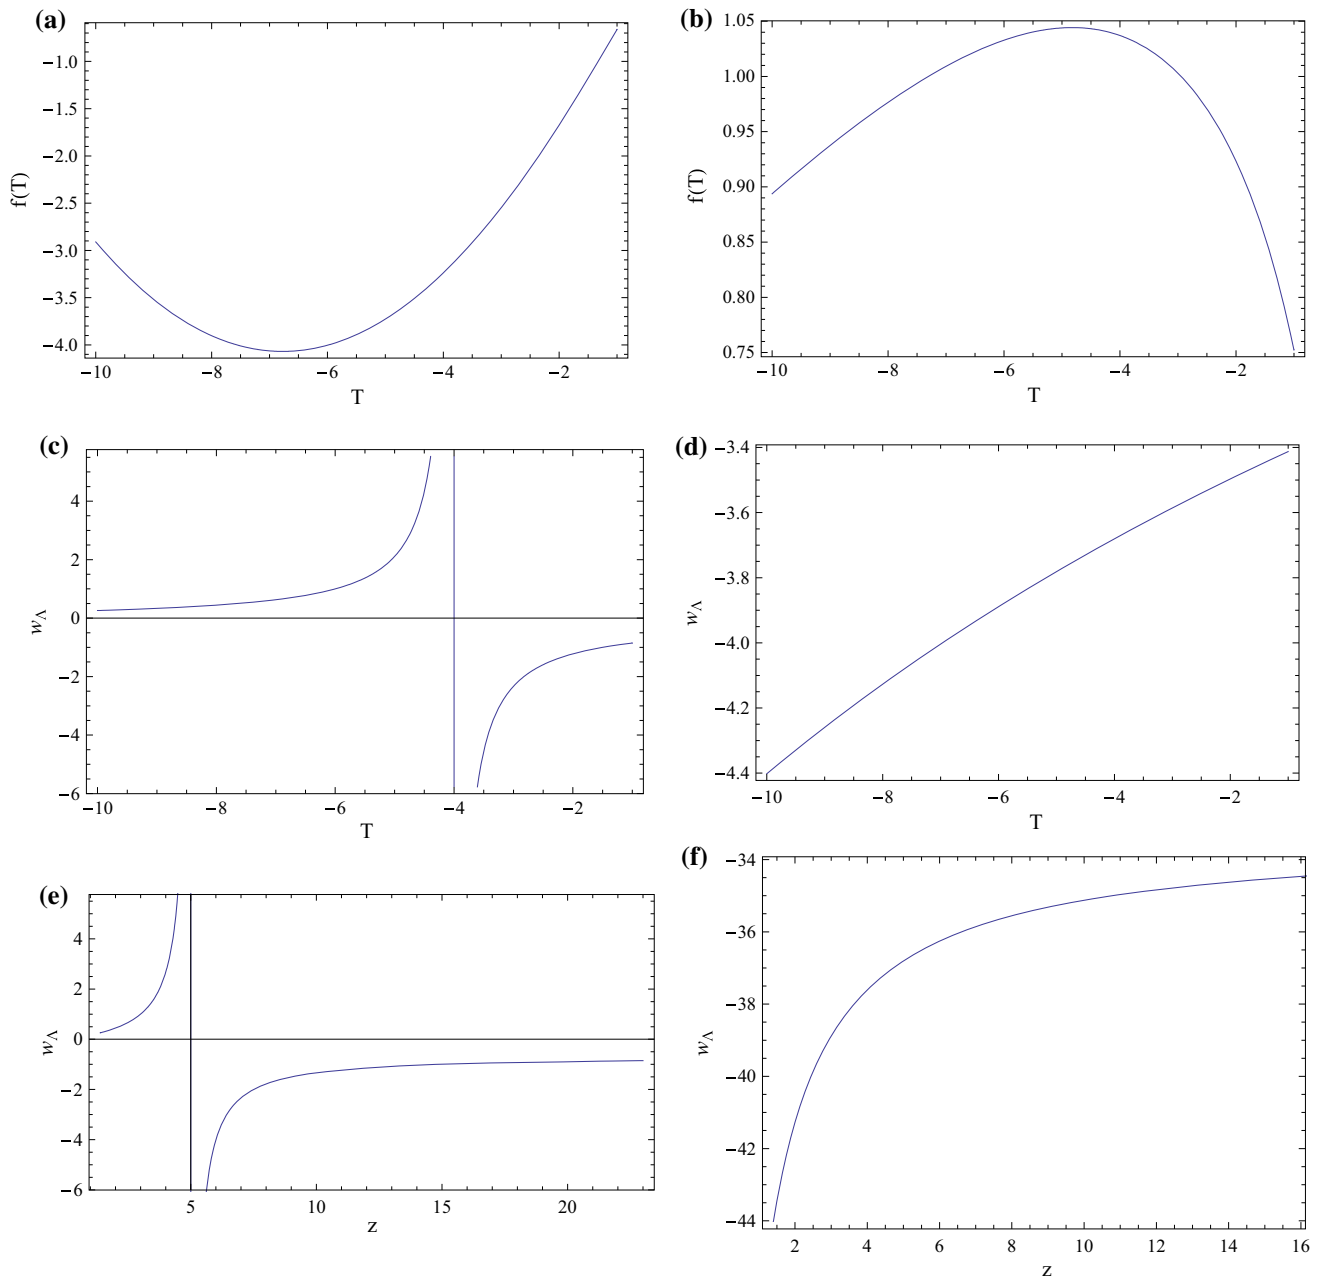 (a)
f(T)
−1.0
−1.5
−2.0
−2.5
−3.0
−3.5
−4.0
−10 −8 −6 −4 −2
T
(b)
f(T)
1.05
1.00
0.95
0.90
0.85
0.80
0.75
−10 −8 −6 −4 −2
T
(c)
w_Λ
4
2
0
−2
−4
−6
−10 −8 −6 −4 −2
T
(d)
w_Λ
−3.4
−3.6
−3.8
−4.0
−4.2
−4.4
−10 −8 −6 −4 −2
T
(e)
w_Λ
4
2
0
−2
−4
−6
5 10 15 20
z
(f)
w_Λ
−34
−36
−38
−40
−42
−44
2 4 6 8 10 12 14 16
z